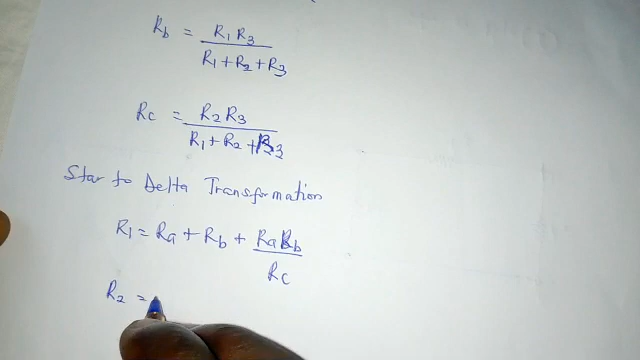 Rb = R1 R3 / R1 + R2 + R3
Rc = R2 R3 / R1 + R2 + R3
Star to Delta Transformation
R1 = Ra + Rb + Ra Rb / Rc
R2 =